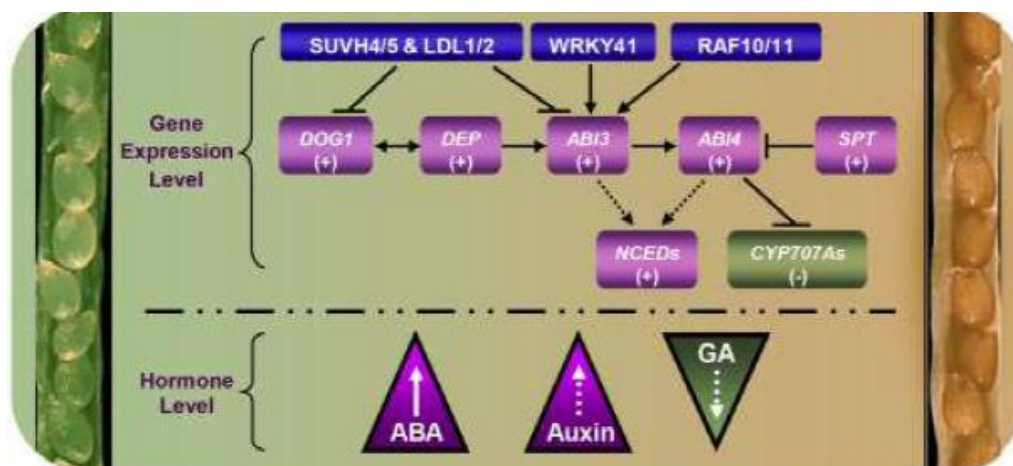 SUVH4/5 & LDL1/2
WRKY41
RAF10/11
Gene
Expression
Level
DOG1
(+)
DEP
(+)
ABI3
(+)
ABI4
(+)
SPT
(+)
NCEDs
(+)
CYP707As
(-)
Hormone
Level
ABA
Auxin
GA